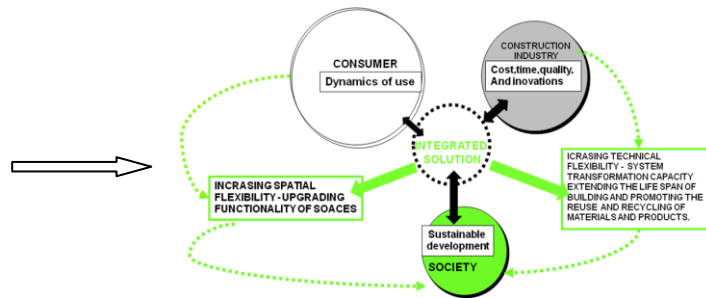 CONSUMER
Dynamics of use
CONSTRUCTION
INDUSTRY
Cost,time,quality,
And inovations
INTEGRATED
SOLUTION
INCRASING SPATIAL
FLEXIBILITY - UPGRADING
FUNCTIONALITY OF SOACES
ICRASING TECHNICAL
FLEXIBILITY - SYSTEM
TRANSFORMATION CAPACITY
EXTENDING THE LIFE SPAN OF
BUILDING AND PROMOTING THE
REUSE AND RECYCLING OF
MATERIALS AND PRODUCTS.
Sustainable
development
SOCIETY